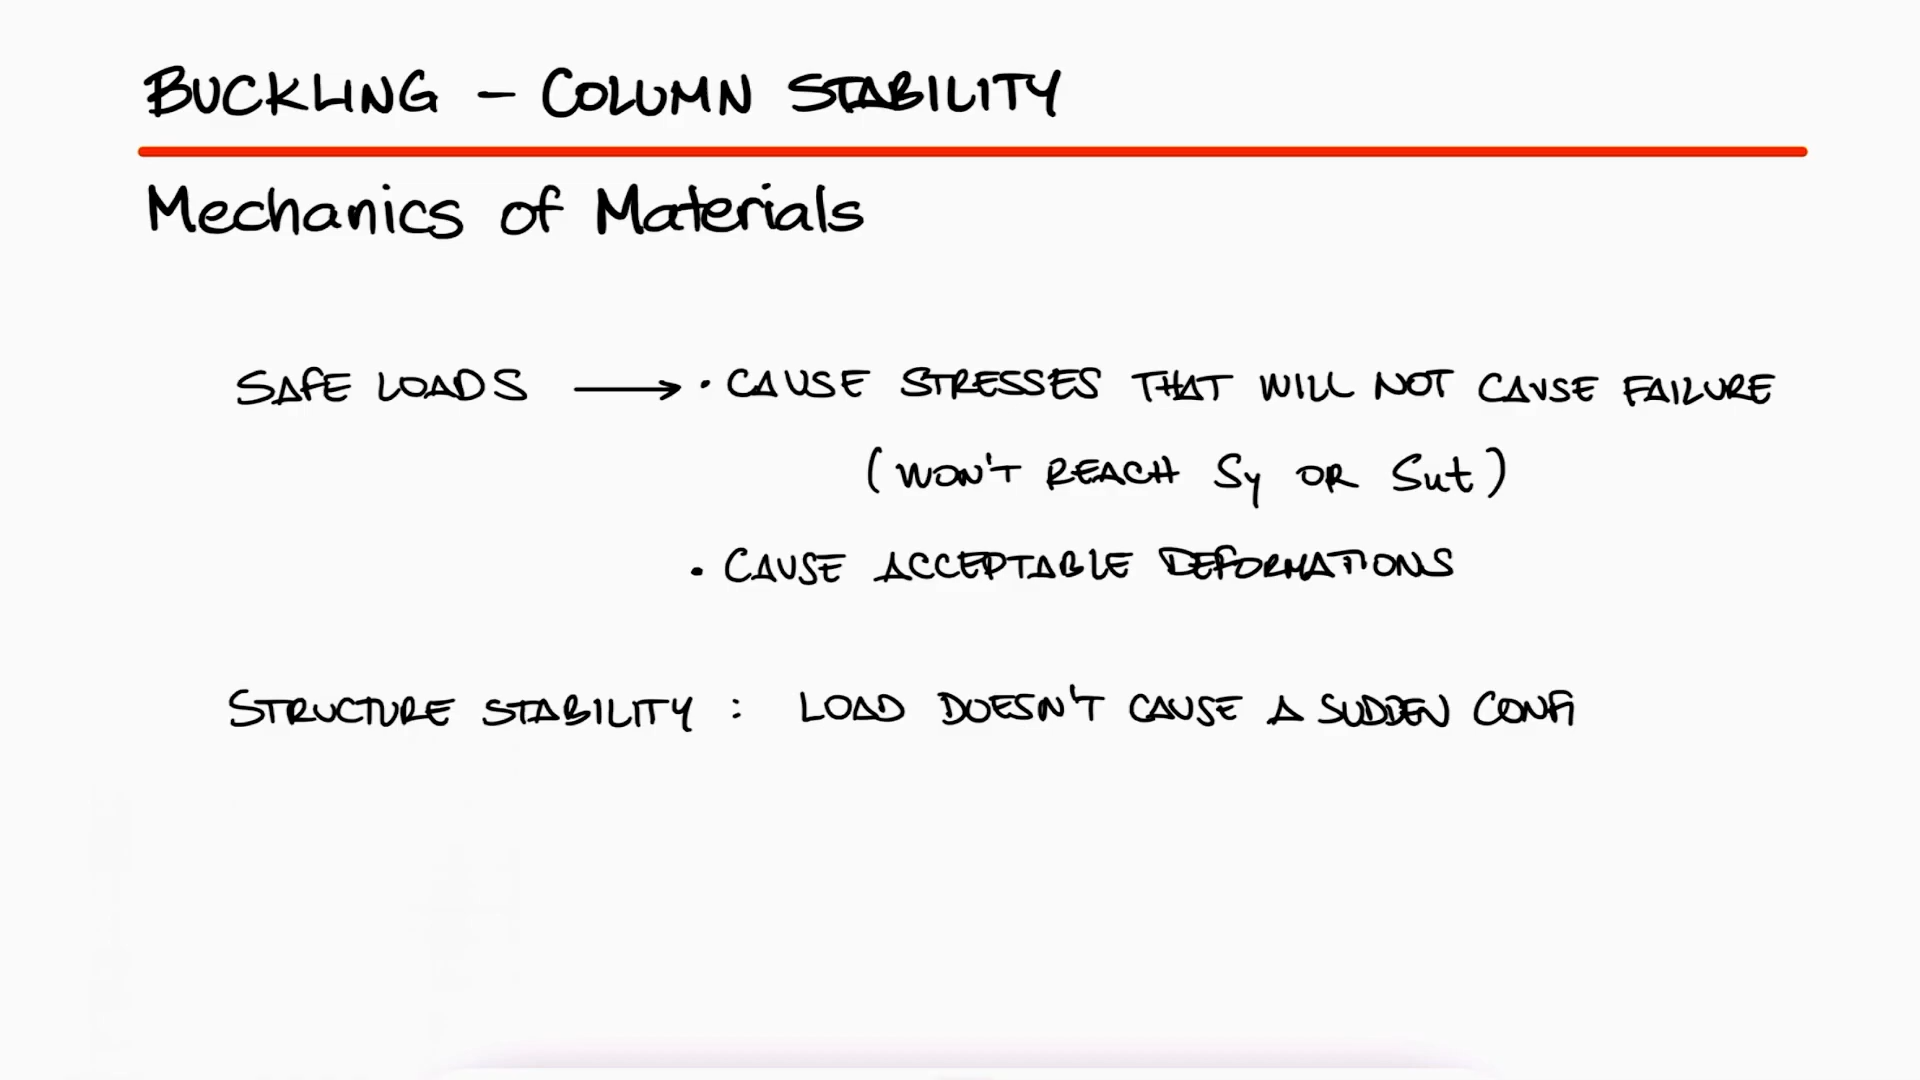 BUCKLING – COLUMN STABILITY
Mechanics of Materials
SAFE LOADS ⟶ • CAUSE STRESSES THAT WILL NOT CAUSE FAILURE
(WON'T REACH Sy OR Sut)
• CAUSE ACCEPTABLE DEFORMATIONS
STRUCTURE STABILITY : LOAD DOESN'T CAUSE A SUDDEN CONFI